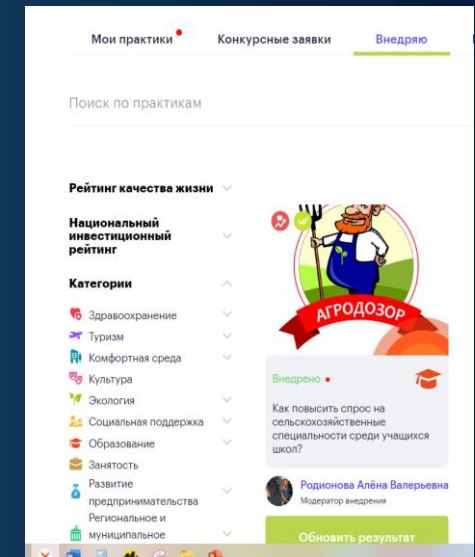 Мои практики
Конкурсные заявки
Внедряю
Поиск по практикам
Рейтинг качества жизни
Национальный
инвестиционный
рейтинг
Категории
Здравоохранение
Туризм
Комфортная среда
Культура
Экология
Социальная поддержка
Образование
Занятость
Развитие
предпринимательства
Региональное и
муниципальное
АГРОДОЗОР
Внедрено
Как повысить спрос на
сельскохозяйственные
специальности среди учащихся
школ?
Родионова Алёна Валерьевна
Модератор внедрения
Обновить результат